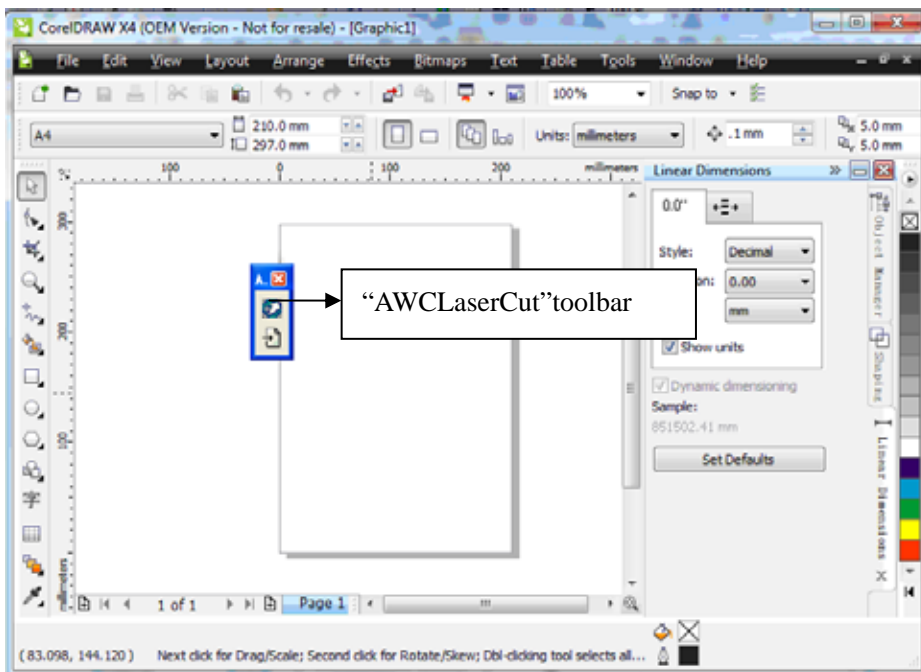 CorelDRAW X4 (OEM Version - Not for resale) - [Graphic1]
File Edit View Layout Arrange Effects Bitmaps Text Table Tools Window Help
100% Snap to
A4 210.0 mm 297.0 mm Units: millimeters .1 mm 5.0 mm 5.0 mm
100 0 100 200 millimeters
Linear Dimensions
0.0"
Style: Decimal
on: 0.00
mm
Show units
Dynamic dimensioning
Sample:
851502.41 mm
Set Defaults
A..
“AWCLaserCut”toolbar
300
200
100
millimeters
字
Object Manager
Shaping
Linear Dimensions
1 of 1 Page 1
(83.098, 144.120) Next click for Drag/Scale; Second click for Rotate/Skew; Dbl-clicking tool selects all...